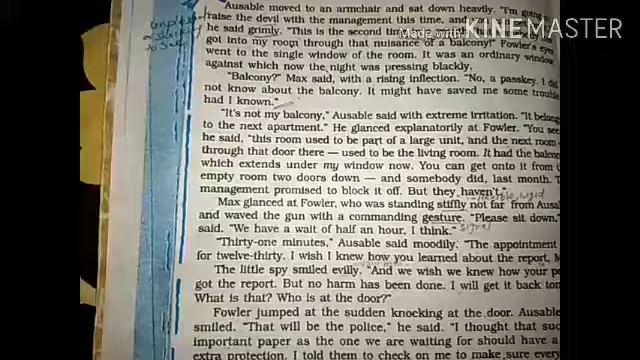 Made with KINEMASTER
Ausable moved to an armchair and sat down heavily. "I'm going
raise the devil with the management this time, and
he said grimly. "This is the second time
got into my room through that nuisance of a balcony!" Fowler's eyes
went to the single window of the room. It was an ordinary window
against which now the night was pressing blackly.
"Balcony?" Max said, with a rising inflection. "No, a passkey. I did
not know about the balcony. It might have saved me some trouble
had I known."
"It's not my balcony," Ausable said with extreme irritation. "It belong
to the next apartment." He glanced explanatorily at Fowler. "You see
he said, "this room used to be part of a large unit, and the next room
through that door there — used to be the living room. It had the balcon
which extends under my window now. You can get onto it from t
empty room two doors down — and somebody did, last month. T
management promised to block it off. But they haven't."
Max glanced at Fowler, who was standing stiffly not far from Ausa
and waved the gun with a commanding gesture. "Please sit down,"
said. "We have a wait of half an hour, I think." signal
"Thirty-one minutes," Ausable said moodily. "The appointment
for twelve-thirty. I wish I knew how you learned about the report, M
The little spy smiled evilly. "And we wish we knew how your pe
got the report. But no harm has been done. I will get it back ton
What is that? Who is at the door?"
Fowler jumped at the sudden knocking at the door. Ausable
smiled. "That will be the police," he said. "I thought that suc
important paper as the one we are waiting for should have a
extra protection. I told them to check on me to make sure every